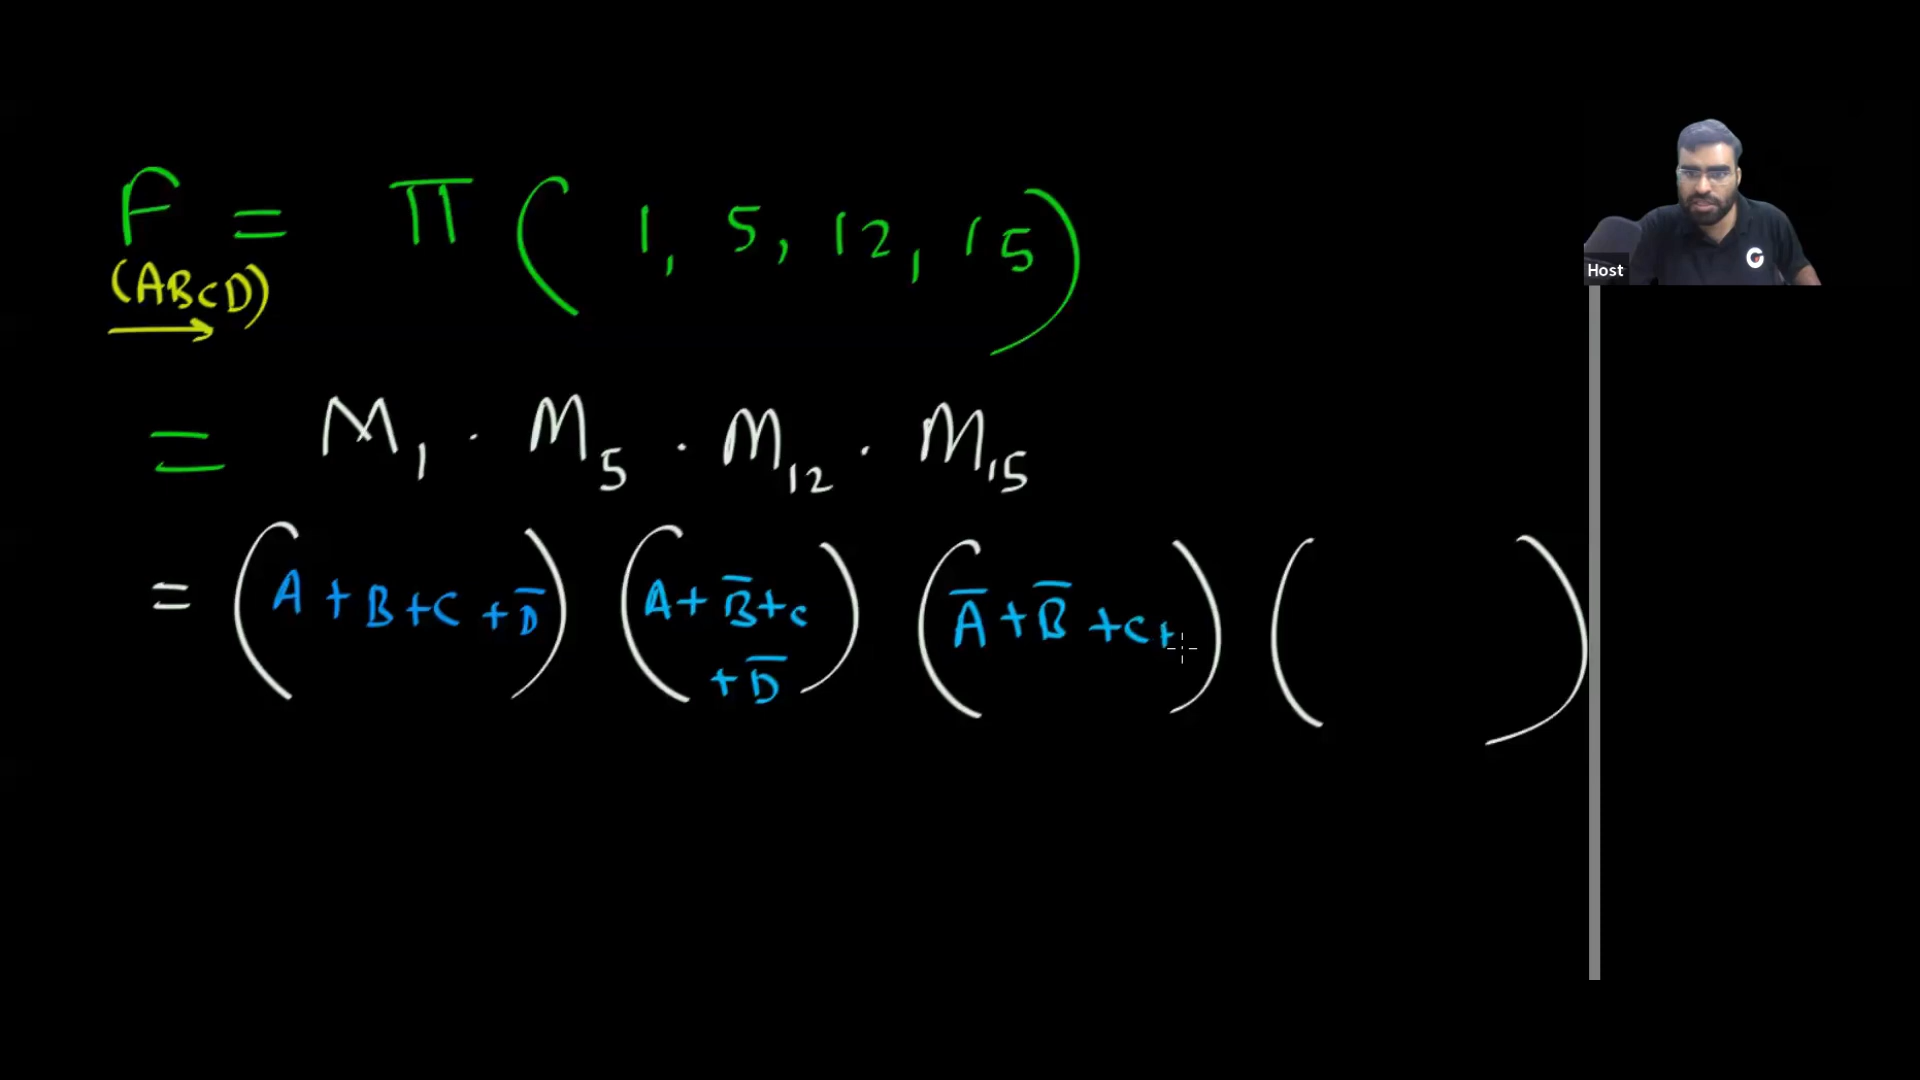 F = π ( 1, 5, 12, 15 )
(ABCD)
Host
= M₁ · M₅ · M₁₂ · M₁₅
= ( A + B + C + D̅ ) ( A + B̅ + C ( A̅ + B̅ + C + ) ( )
+ D̅ )